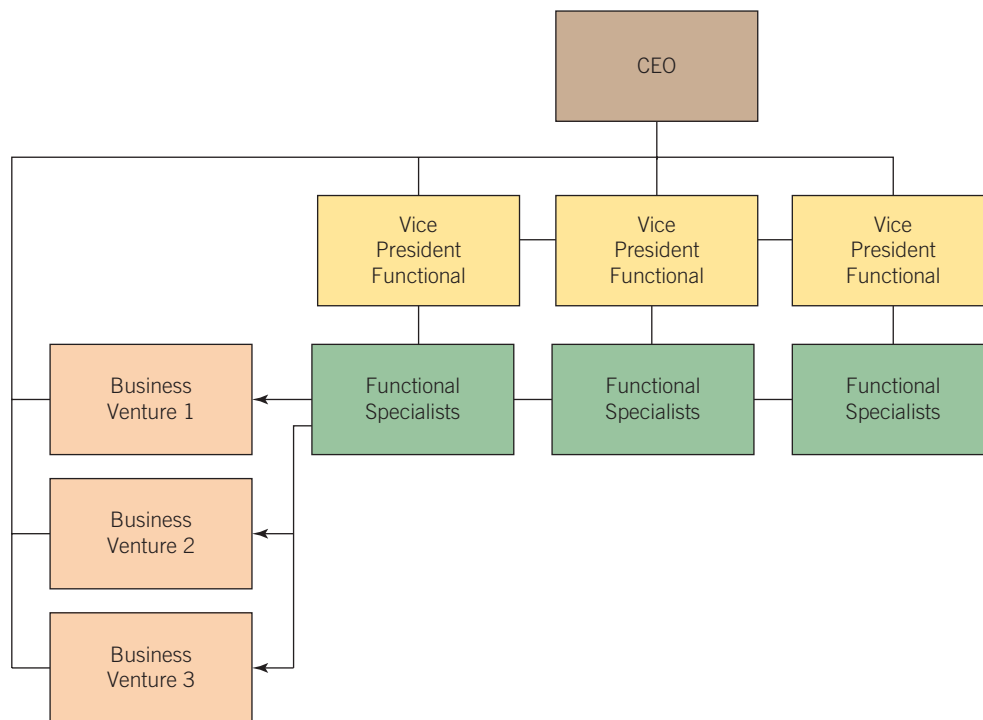 CEO
Vice
President
Functional
Vice
President
Functional
Vice
President
Functional
Business
Venture 1
Functional
Specialists
Functional
Specialists
Functional
Specialists
Business
Venture 2
Business
Venture 3